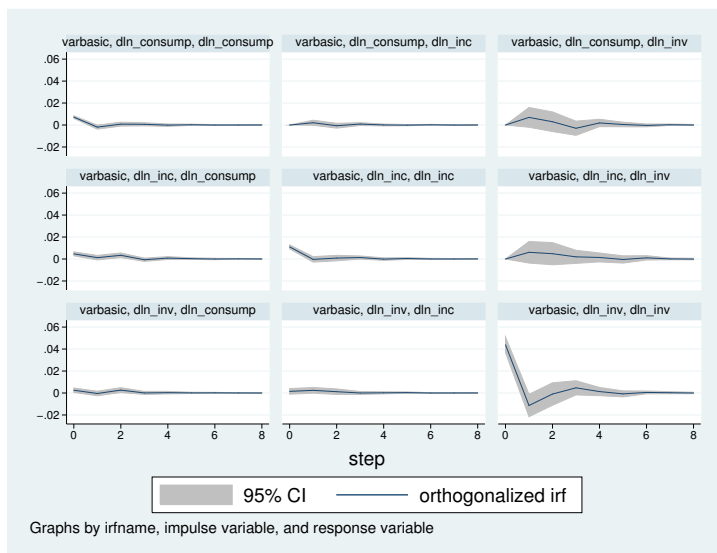 varbasic, dln_consump, dln_consump
varbasic, dln_consump, dln_inc
varbasic, dln_consump, dln_inv
.06
.04
.02
0
−.02
varbasic, dln_inc, dln_consump
varbasic, dln_inc, dln_inc
varbasic, dln_inc, dln_inv
.06
.04
.02
0
−.02
varbasic, dln_inv, dln_consump
varbasic, dln_inv, dln_inc
varbasic, dln_inv, dln_inv
.06
.04
.02
0
−.02
0 2 4 6 8
0 2 4 6 8
0 2 4 6 8
step
95% CI
orthogonalized irf
Graphs by irfname, impulse variable, and response variable